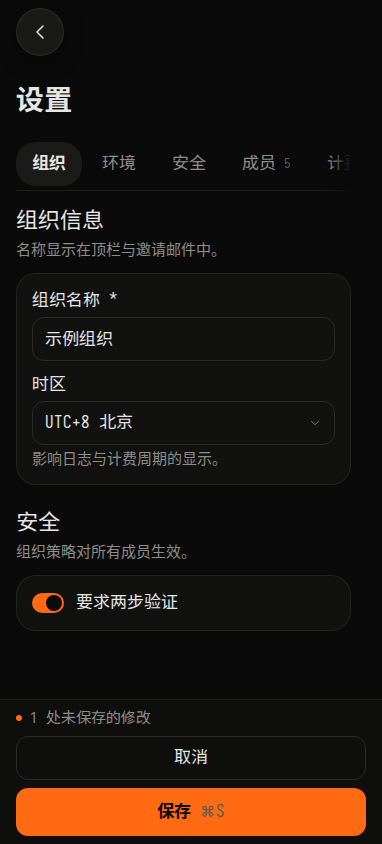 设置
组织 环境 安全 成员 5 计
组织信息
名称显示在顶栏与邀请邮件中。
组织名称 *
示例组织
时区
UTC+8 北京
影响日志与计费周期的显示。
安全
组织策略对所有成员生效。
要求两步验证
1 处未保存的修改
取消
保存 ⌘S